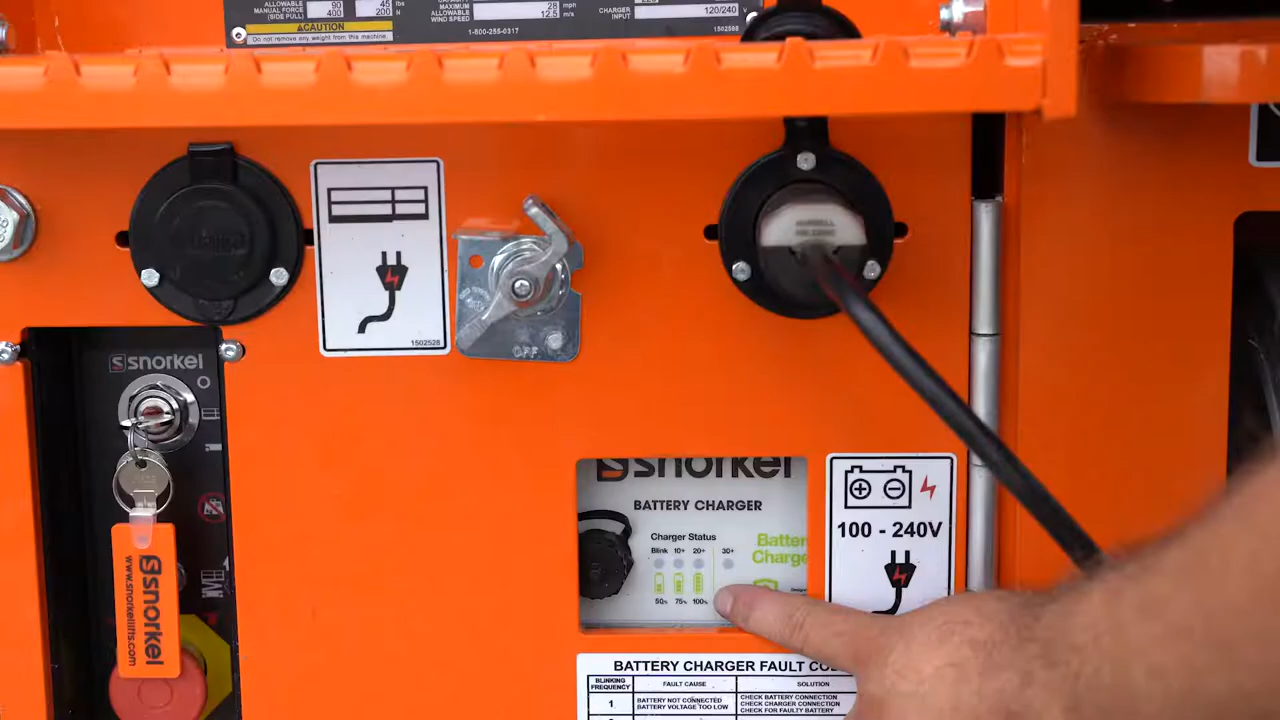 ALLOWABLE
MANUAL FORCE
(SIDE PULL)
90
45
lbs
400
200
N
MAXIMUM
ALLOWABLE
WIND SPEED
28
mph
12.5
m/s
CHARGER
INPUT
120/240
⚠CAUTION
Do not remove any weight from this machine.
1-800-255-0317
1502528
OFF
snorkel
snorkel
www.snorkellifts.com
snorkel
BATTERY CHARGER
Charger Status
Blink 10+ 20+ 30+
50% 75% 100%
100 - 240V
BATTERY CHARGER FAULT
BLINKING
FREQUENCY
FAULT CAUSE
SOLUTION
1
BATTERY NOT CONNECTED
BATTERY VOLTAGE TOO LOW
CHECK BATTERY CONNECTION
CHECK CHARGER CONNECTION
CHECK FOR FAULTY BATTERY